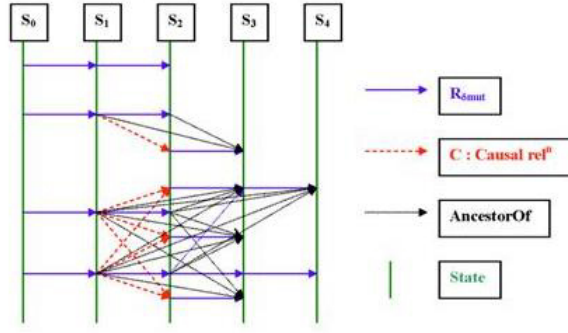 S₀ S₁ S₂ S₃ S₄
R_δmut
C : Causal relⁿ
AncestorOf
State